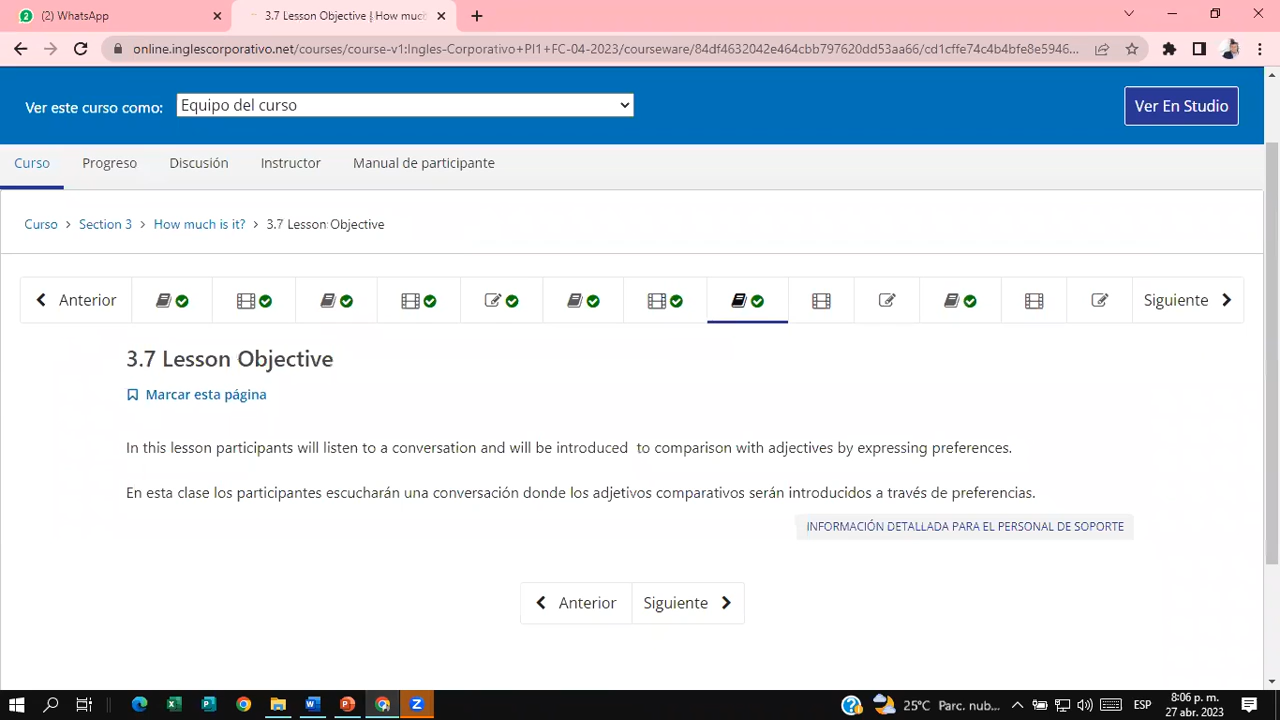 (2) WhatsApp
3.7 Lesson Objective | How much
online.inglescorporativo.net/courses/course-v1:Ingles-Corporativo+PI1+FC-04-2023/courseware/84df4632042e464cbb797620dd53aa66/cd1cffe74c4b4bfe8e5946...
Ver este curso como:
Equipo del curso
Ver En Studio
Curso
Progreso
Discusión
Instructor
Manual de participante
Curso > Section 3 > How much is it? > 3.7 Lesson Objective
Anterior
Siguiente
3.7 Lesson Objective
Marcar esta página
In this lesson participants will listen to a conversation and will be introduced to comparison with adjectives by expressing preferences.
En esta clase los participantes escucharán una conversación donde los adjetivos comparativos serán introducidos a través de preferencias.
INFORMACIÓN DETALLADA PARA EL PERSONAL DE SOPORTE
Anterior
Siguiente
25°C Parc. nub...
ESP
8:06 p. m.
27 abr. 2023